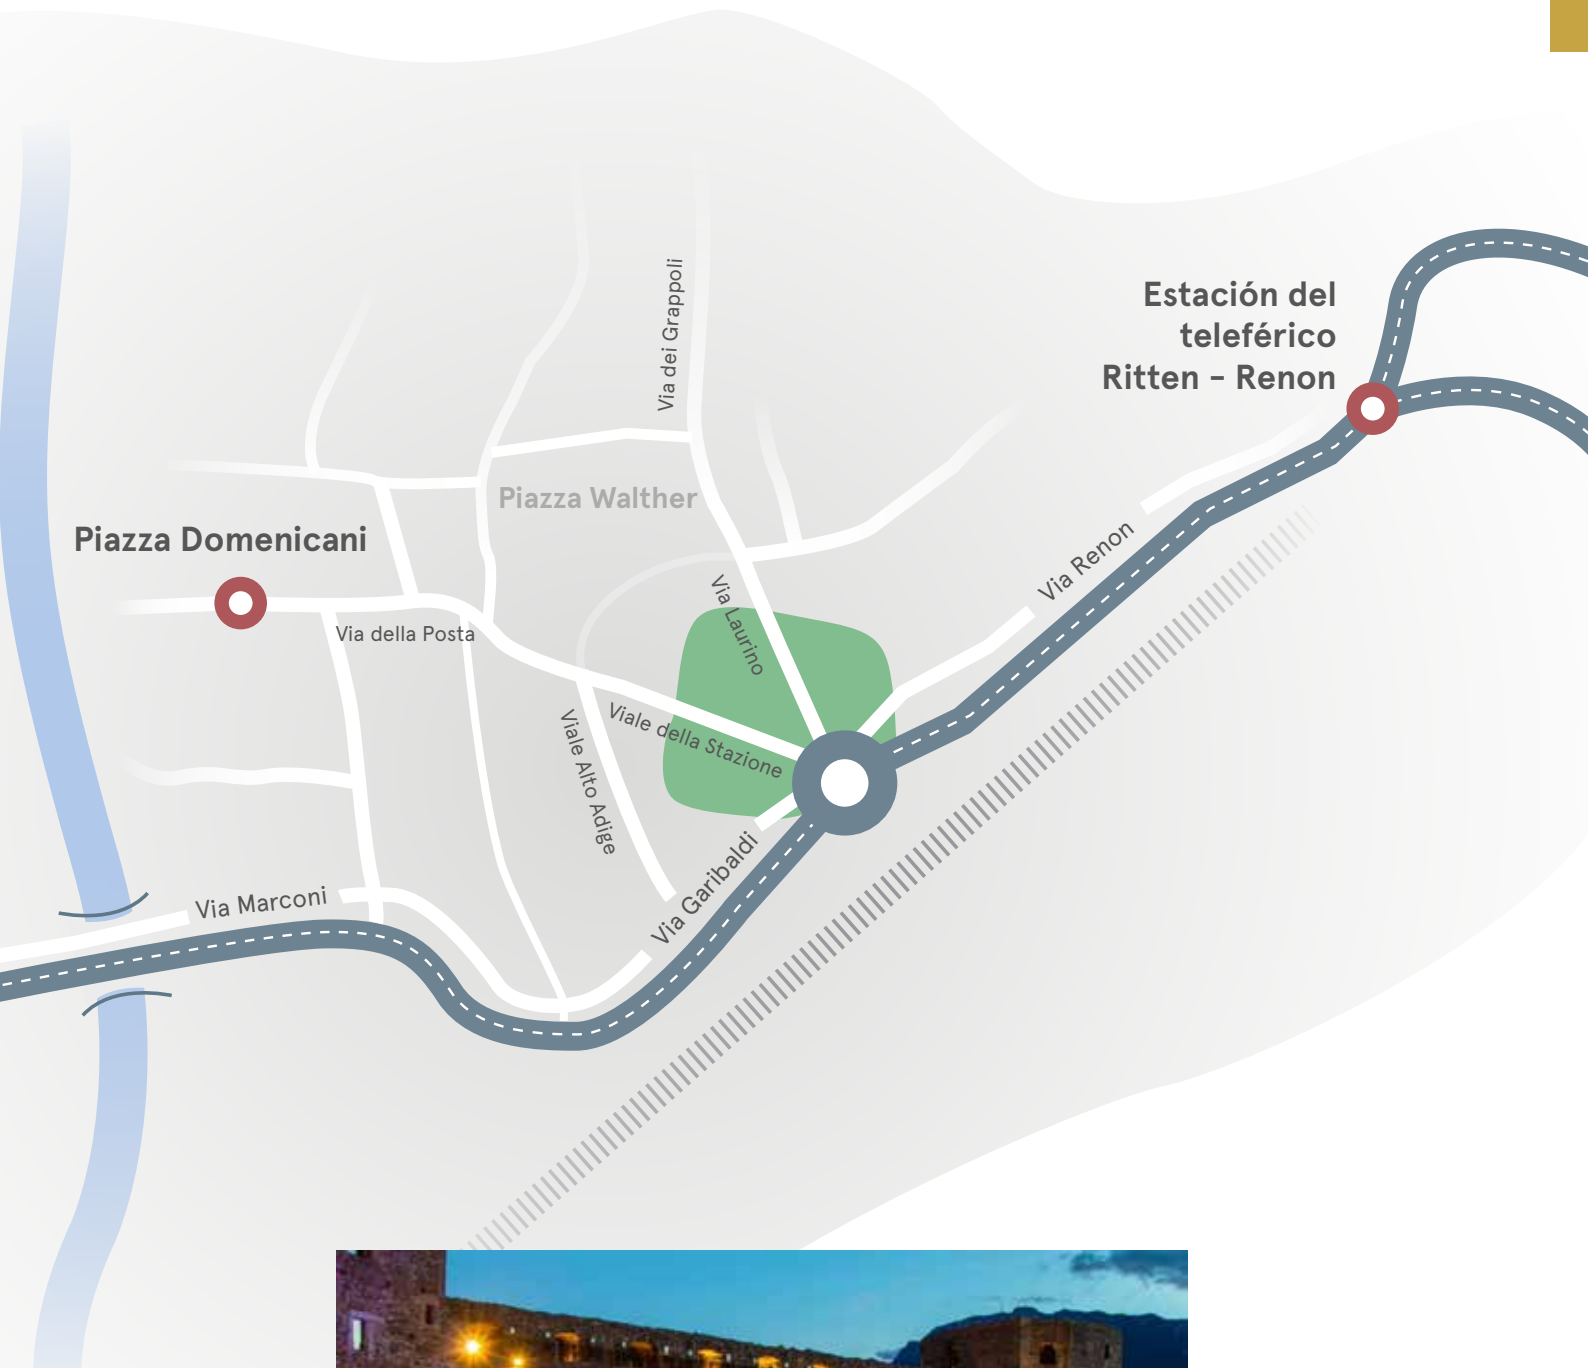 Via dei Grappoli
Estación del
teleférico
Ritten – Renon
Piazza Walther
Piazza Domenicani
Via Renon
Via Laurino
Via della Posta
Viale della Stazione
Viale Alto Adige
Via Garibaldi
Via Marconi